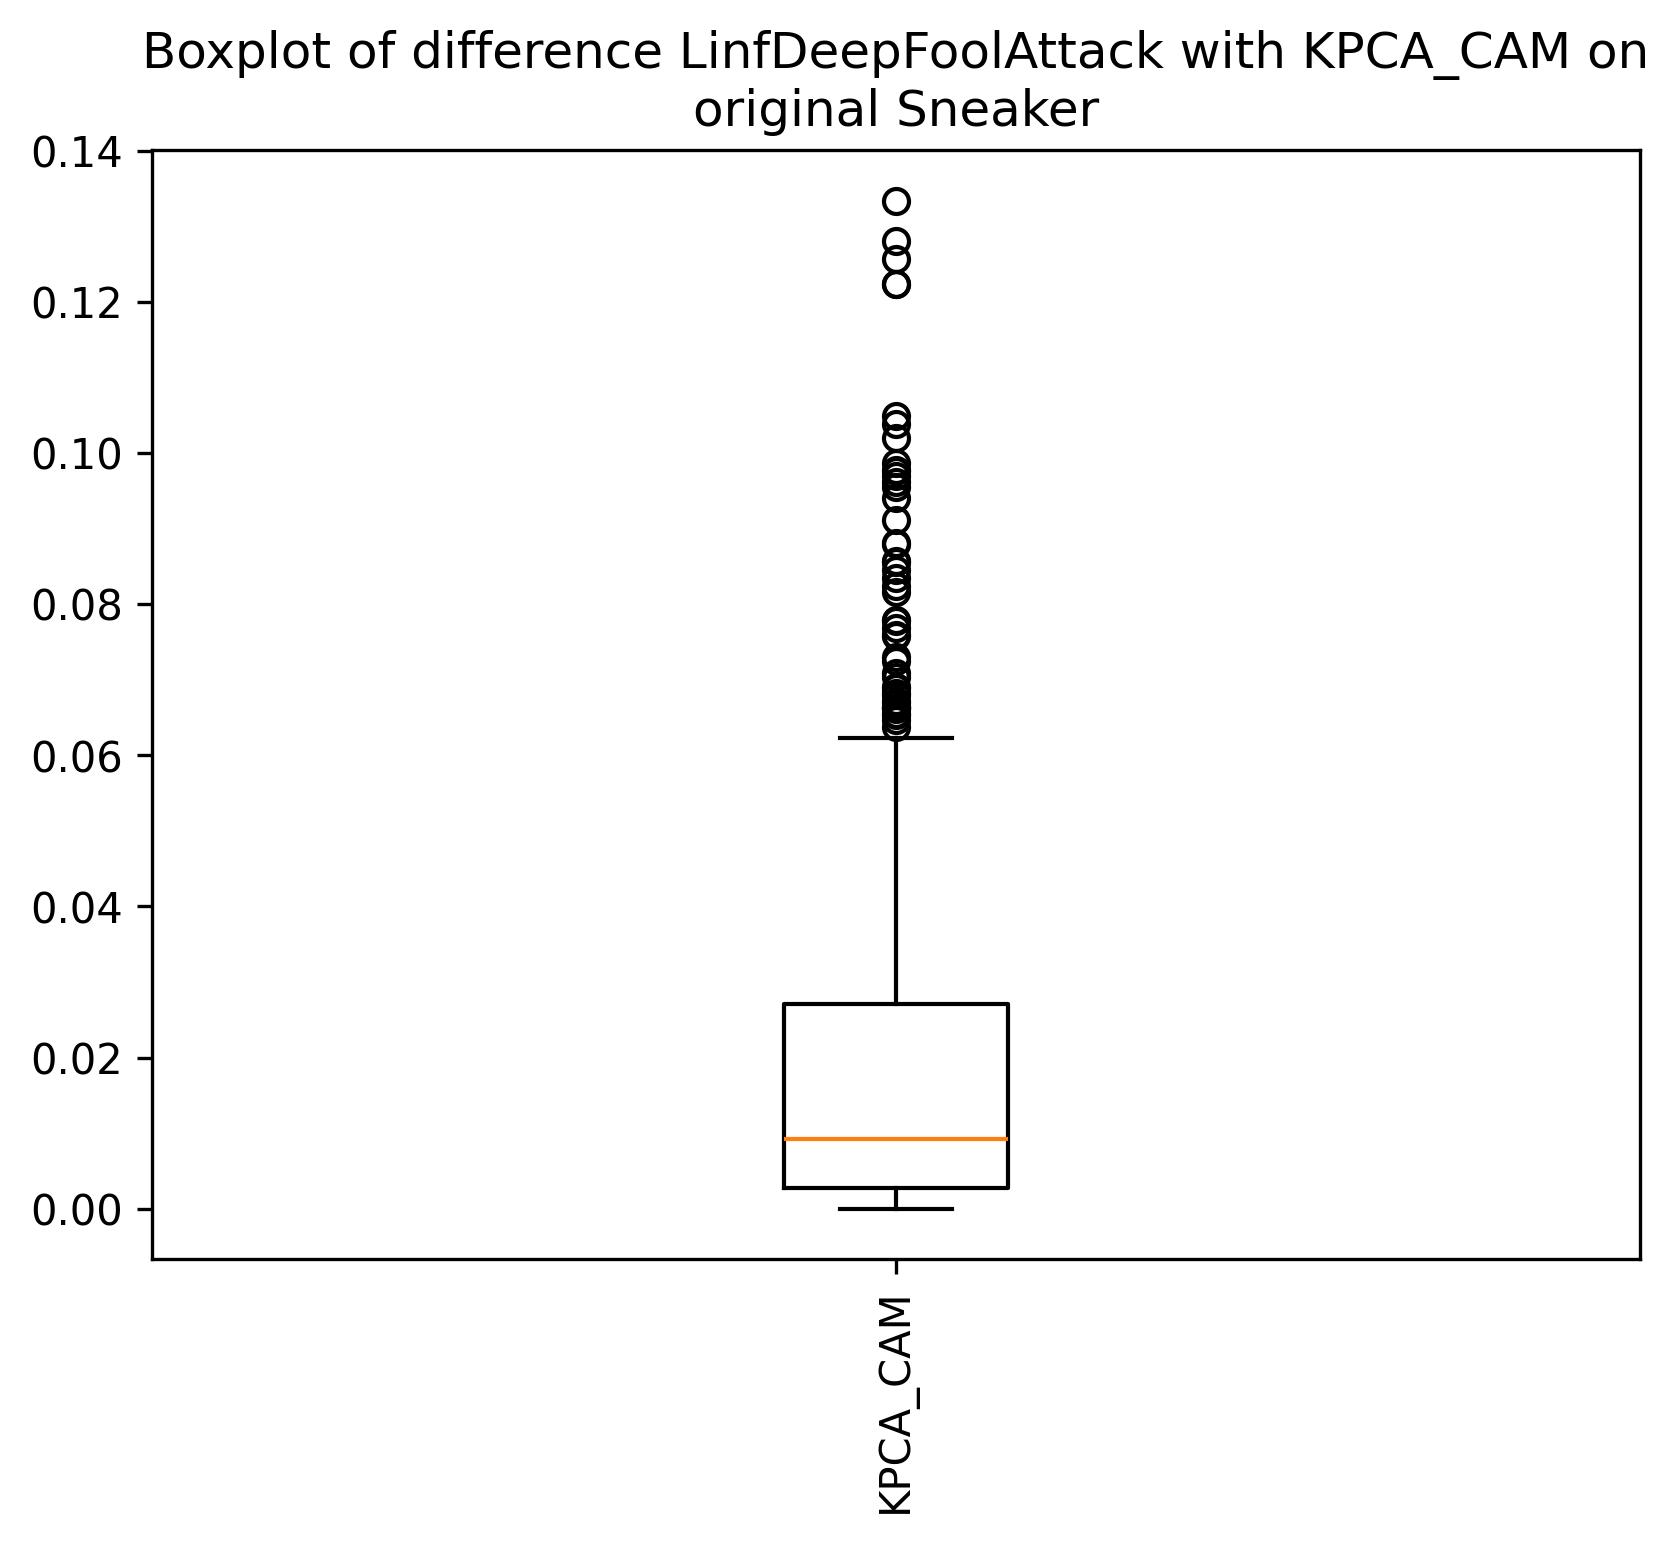 Boxplot of difference LinfDeepFoolAttack with KPCA_CAM on
original Sneaker
0.14
0.12
0.10
0.08
0.06
0.04
0.02
0.00
KPCA_CAM